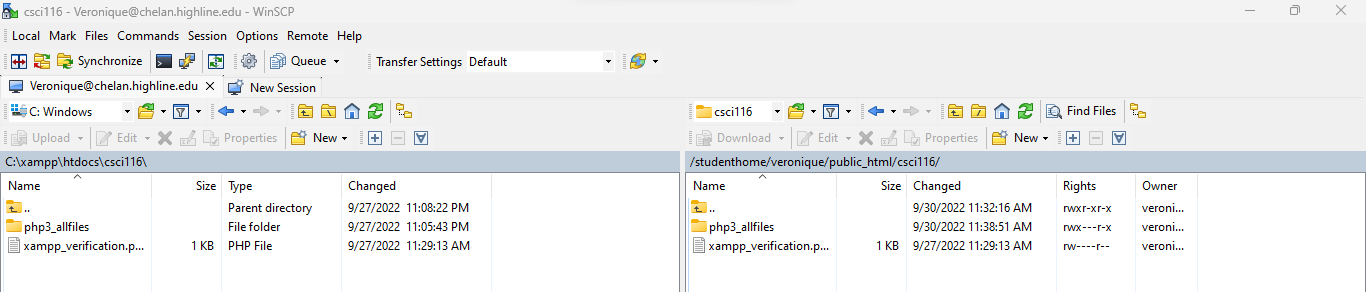 csci116 - Veronique@chelan.highline.edu - WinSCP
Local Mark Files Commands Session Options Remote Help
Synchronize Queue Transfer Settings Default
Veronique@chelan.highline.edu New Session
C: Windows csci116 Find Files
Upload Edit Properties New Download Edit Properties New
C:\xampp\htdocs\csci116\ /studenthome/veronique/public_html/csci116/
Name Size Type Changed Name Size Changed Rights Owner
.. Parent directory 9/27/2022 11:08:22 PM .. 9/30/2022 11:32:16 AM rwxr-xr-x veroni...
php3_allfiles File folder 9/27/2022 11:05:43 PM php3_allfiles 9/30/2022 11:38:51 AM rwx---r-x veroni...
xampp_verification.p... 1 KB PHP File 9/27/2022 11:29:13 AM xampp_verification.p... 1 KB 9/27/2022 11:29:13 AM rw----r-- veroni...